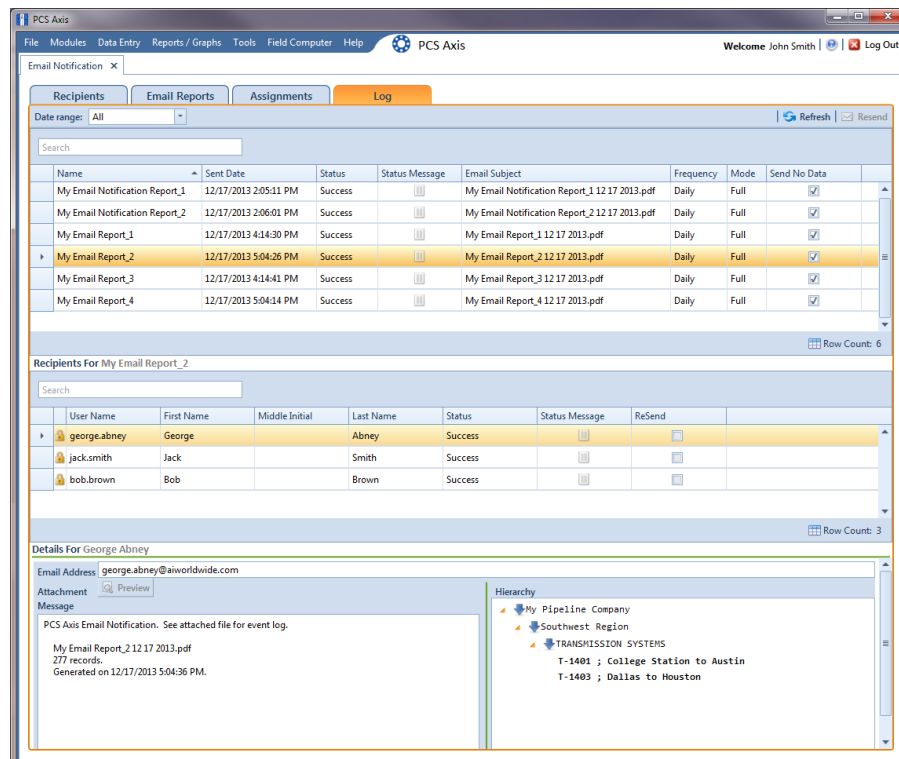 PCS Axis
File Modules Data Entry Reports / Graphs Tools Field Computer Help PCS Axis Welcome John Smith Log Out
Email Notification X
Recipients Email Reports Assignments Log
Date range: All Refresh Resend
Search
Name Sent Date Status Status Message Email Subject Frequency Mode Send No Data
My Email Notification Report_1 12/17/2013 2:05:11 PM Success My Email Notification Report_1 12 17 2013.pdf Daily Full
My Email Notification Report_2 12/17/2013 2:06:01 PM Success My Email Notification Report_2 12 17 2013.pdf Daily Full
My Email Report_1 12/17/2013 4:14:30 PM Success My Email Report_1 12 17 2013.pdf Daily Full
My Email Report_2 12/17/2013 5:04:26 PM Success My Email Report_2 12 17 2013.pdf Daily Full
My Email Report_3 12/17/2013 4:14:41 PM Success My Email Report_3 12 17 2013.pdf Daily Full
My Email Report_4 12/17/2013 5:04:14 PM Success My Email Report_4 12 17 2013.pdf Daily Full
Row Count: 6
Recipients For My Email Report_2
Search
User Name First Name Middle Initial Last Name Status Status Message ReSend
george.abney George Abney Success
jack.smith Jack Smith Success
bob.brown Bob Brown Success
Row Count: 3
Details For George Abney
Email Address george.abney@aiworldwide.com
Attachment Preview Hierarchy
Message
PCS Axis Email Notification. See attached file for event log.
My Email Report_2 12 17 2013.pdf
277 records.
Generated on 12/17/2013 5:04:36 PM.
My Pipeline Company
Southwest Region
TRANSMISSION SYSTEMS
T-1401 ; College Station to Austin
T-1403 ; Dallas to Houston